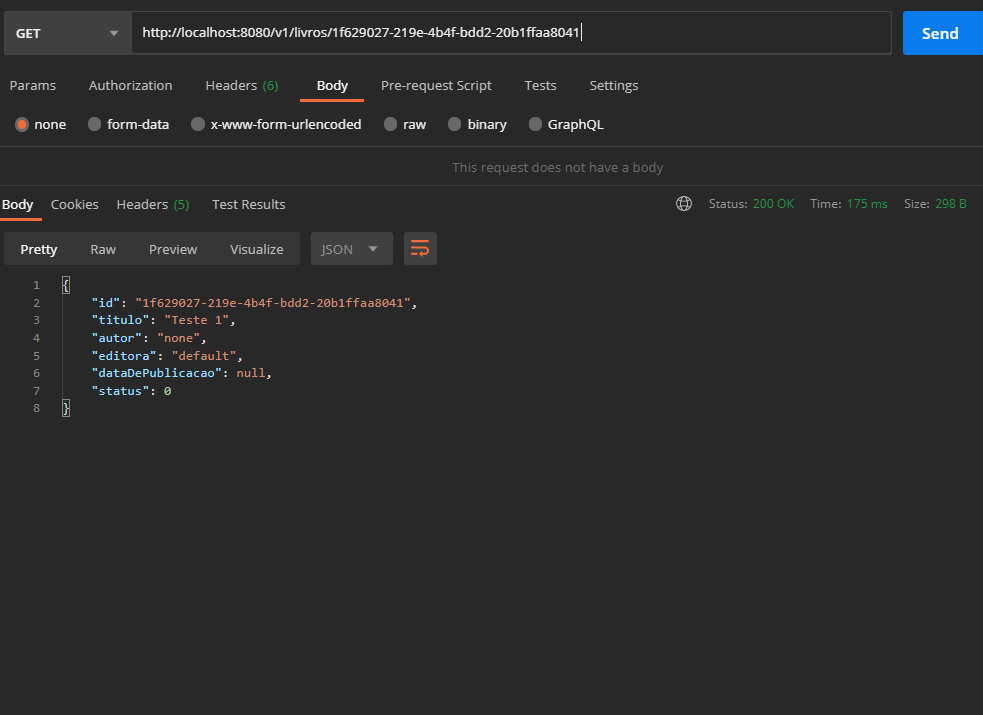 GET http://localhost:8080/v1/livros/1f629027-219e-4b4f-bdd2-20b1ffaa8041 Send
Params Authorization Headers (6) Body Pre-request Script Tests Settings
none form-data x-www-form-urlencoded raw binary GraphQL
This request does not have a body
Body Cookies Headers (5) Test Results Status: 200 OK Time: 175 ms Size: 298 B
Pretty Raw Preview Visualize JSON
1 {
2 "id": "1f629027-219e-4b4f-bdd2-20b1ffaa8041",
3 "titulo": "Teste 1",
4 "autor": "none",
5 "editora": "default",
6 "dataDePublicacao": null,
7 "status": 0
8 }